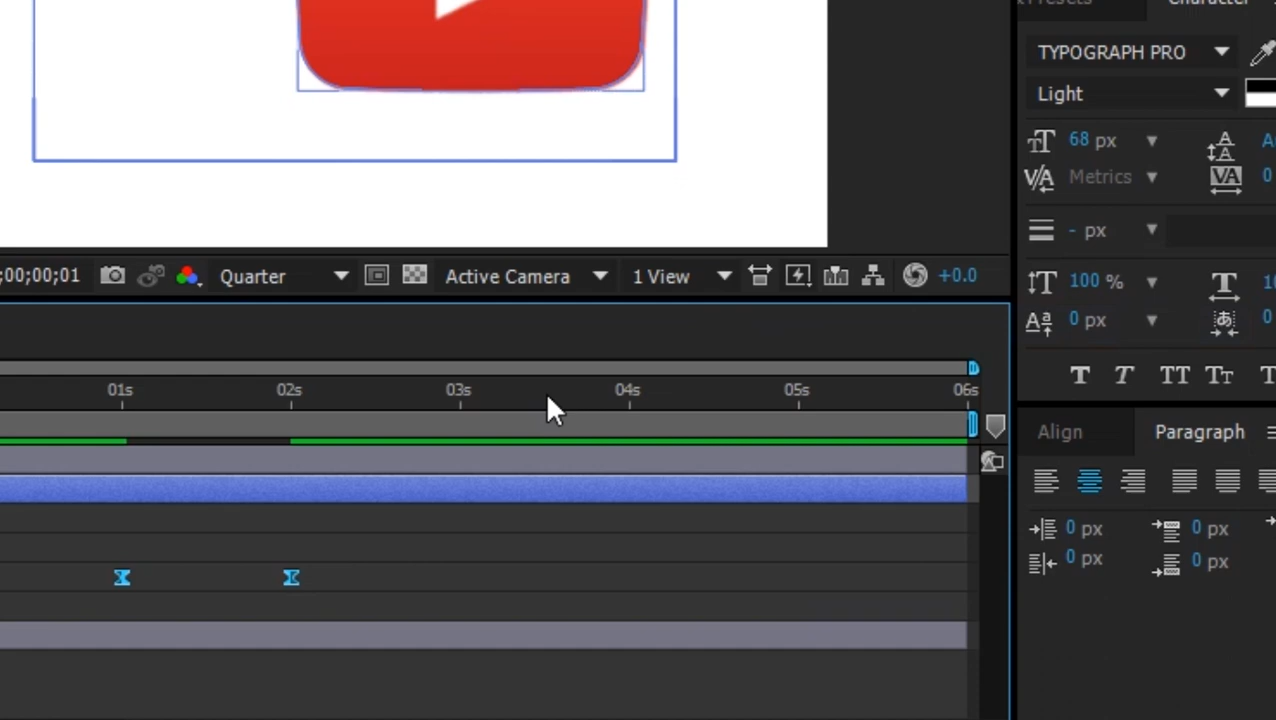 Presets Character
TYPOGRAPH PRO
Light
68 px
Metrics 0
- px
100 %
0 px 0
T T TT Tr
;00;00;01 Quarter Active Camera 1 View +0.0
01s 02s 03s 04s 05s 06s
Align Paragraph
0 px 0 px
0 px 0 px